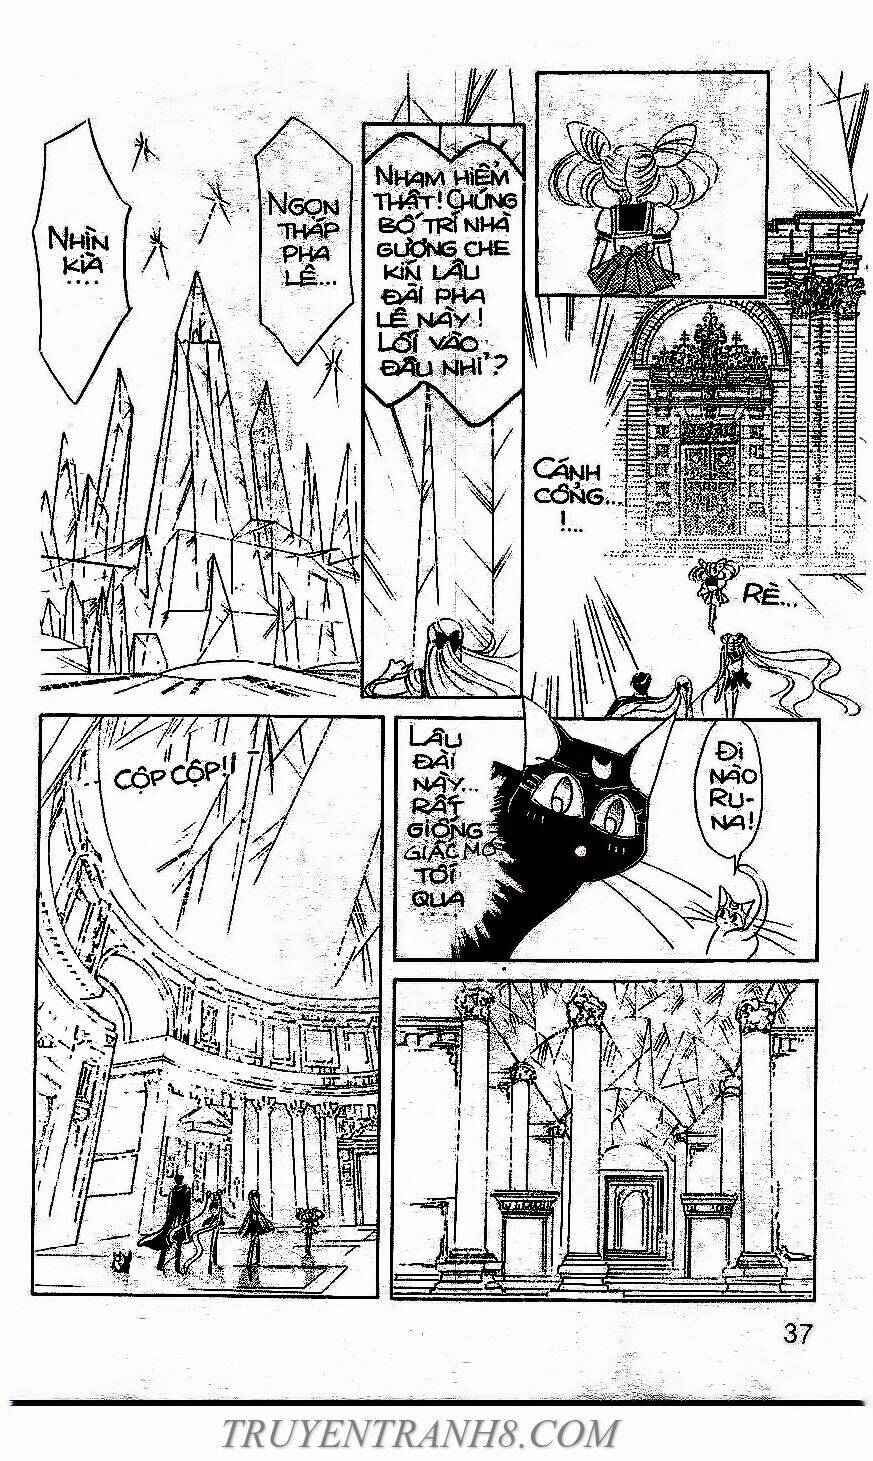 NHÌN
KIÀ
....
NGỌN
THÁP
PHA
LÊ...
NHAM HIỂM
THẬT! CHÚNG
BỐ TRÍ NHÀ
GƯƠNG CHE
KÍN LÂU
ĐÀI PHA
LÊ NÀY!
LỐI VÀO
ĐÂU NHỈ?
CÁNH
CỔNG...
!...
RÈ...
CỘP CỘP!!
LÂU
ĐÀI
NÀY...
RẤT
GIỐNG
GIẤC MƠ
TỐI
QUA
....
ĐI
NÀO
RU-
NA!
37
TRUYENTRANH8.COM